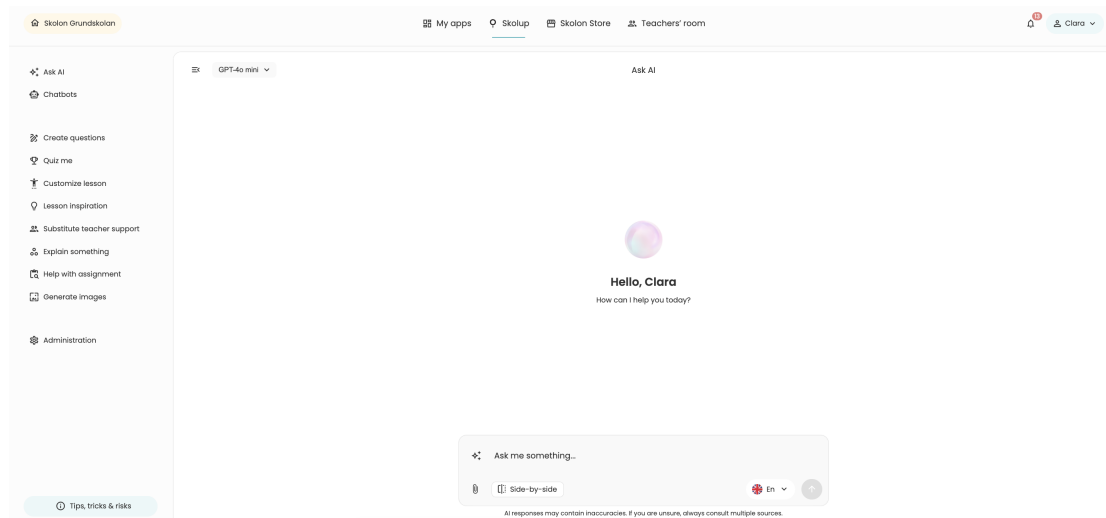 Skolon Grundskolan
My apps
Skolup
Skolon Store
Teachers' room
13
Clara
Ask AI
Chatbots
Create questions
Quiz me
Customize lesson
Lesson inspiration
Substitute teacher support
Explain something
Help with assignment
Generate images
Administration
Tips, tricks & risks
GPT-4o mini
Ask AI
Hello, Clara
How can I help you today?
Ask me something...
Side-by-side
En
AI responses may contain inaccuracies. If you are unsure, always consult multiple sources.